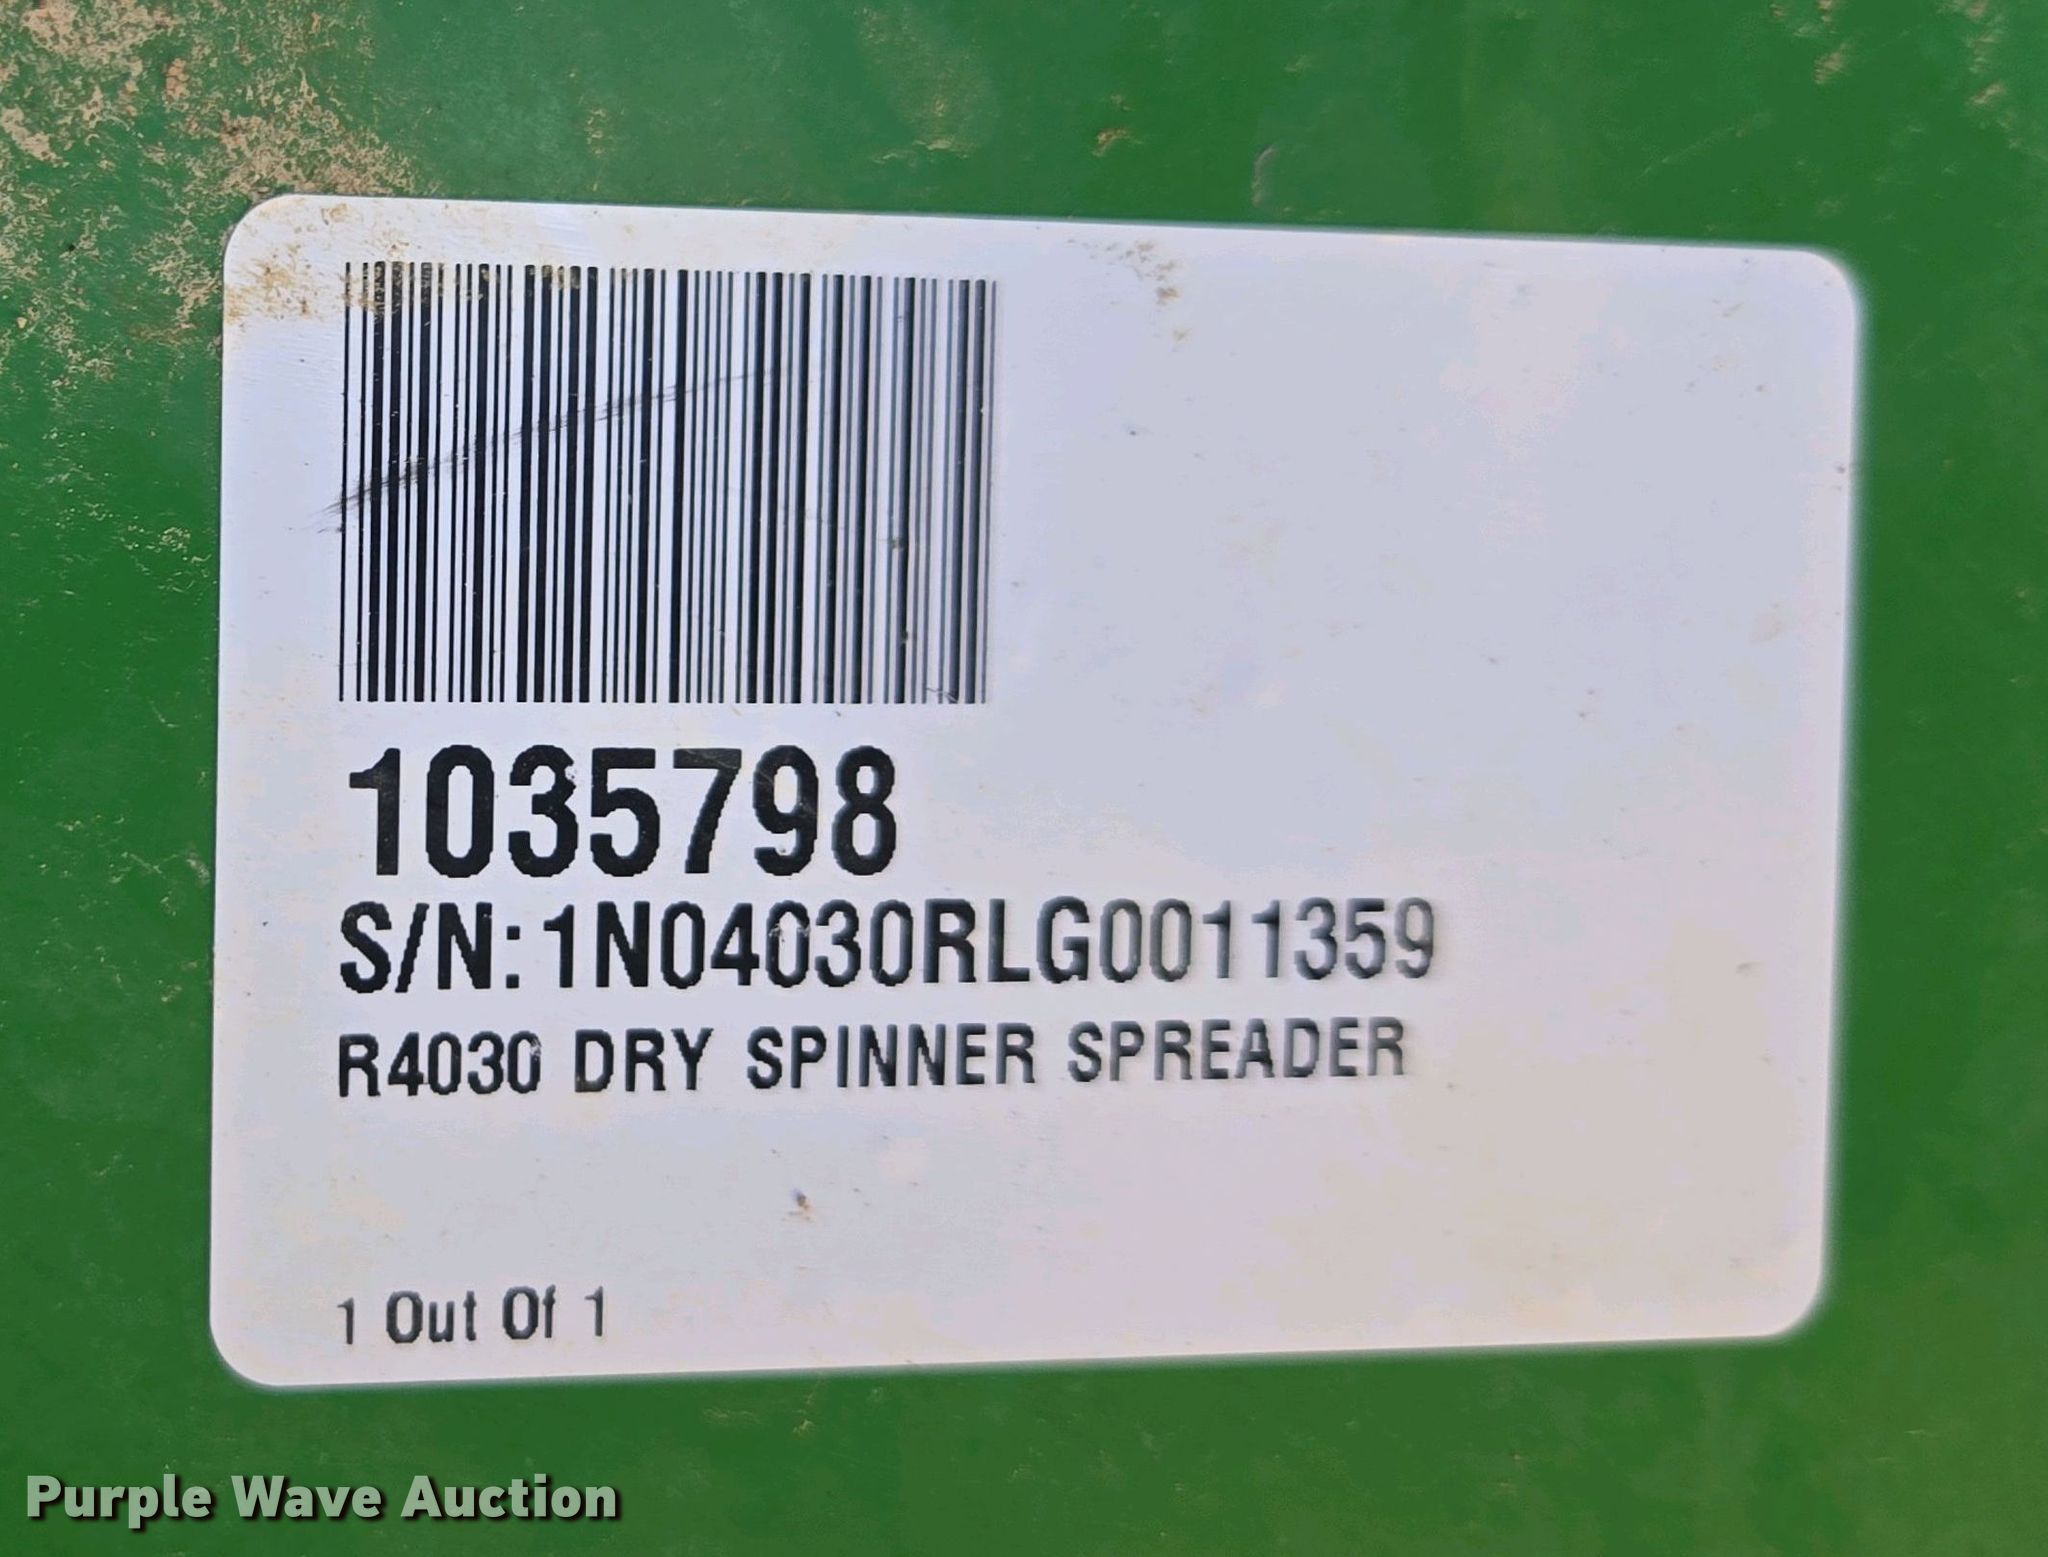 1035798
S/N:1N04030RLG0011359
R4030 DRY SPINNER SPREADER
1 Out Of 1
Purple Wave Auction